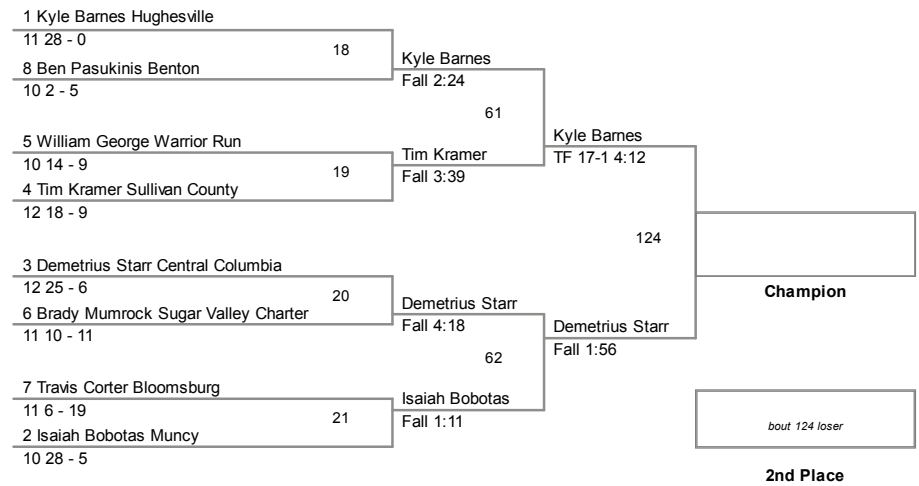 1 Kyle Barnes Hughesville
11 28 - 0
18
8 Ben Pasukinis Benton
10 2 - 5
Kyle Barnes
Fall 2:24
61
5 William George Warrior Run
10 14 - 9
19
4 Tim Kramer Sullivan County
12 18 - 9
Tim Kramer
Fall 3:39
Kyle Barnes
TF 17-1 4:12
124
3 Demetrius Starr Central Columbia
12 25 - 6
20
6 Brady Mumrock Sugar Valley Charter
11 10 - 11
Demetrius Starr
Fall 4:18
62
7 Travis Corter Bloomsburg
11 6 - 19
21
2 Isaiah Bobotas Muncy
10 28 - 5
Isaiah Bobotas
Fall 1:11
Demetrius Starr
Fall 1:56
Champion
bout 124 loser
2nd Place